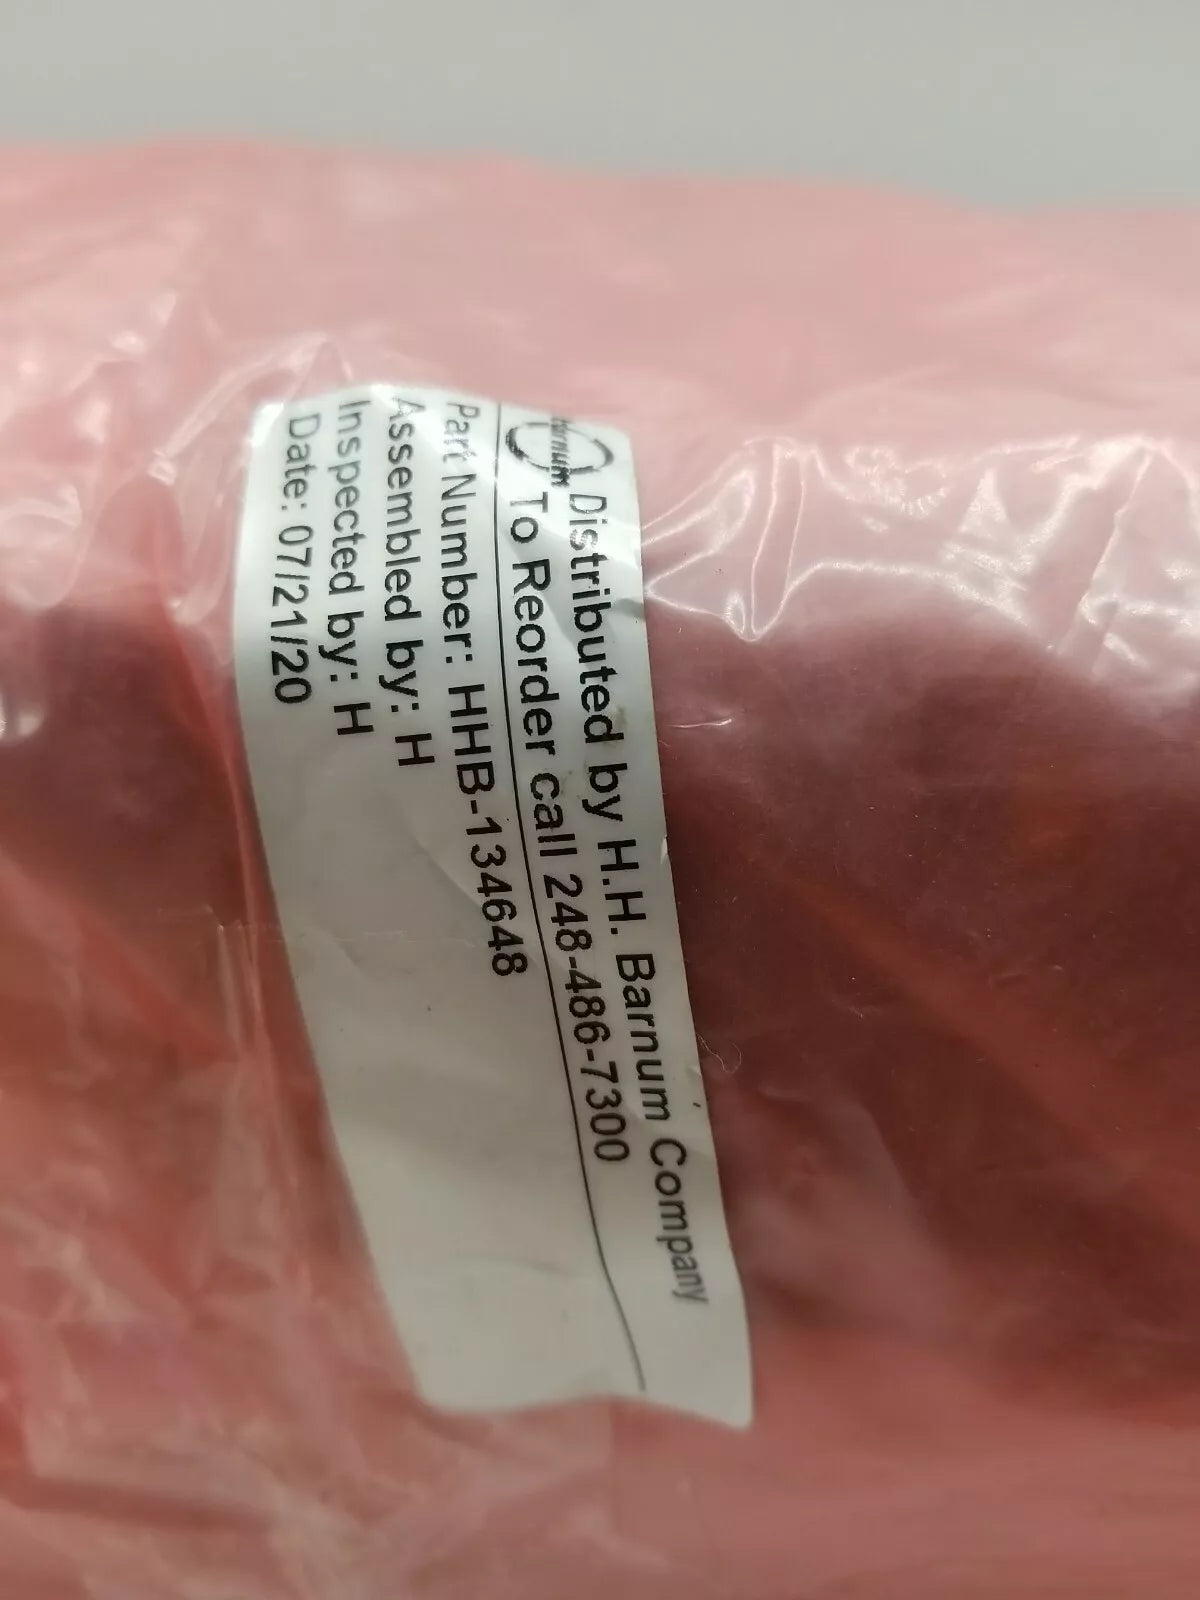 barnum
Distributed by H.H. Barnum Company
To Reorder call 248-486-7300
Part Number: HHB-134648
Assembled by: H
Inspected by: H
Date: 07/21/20